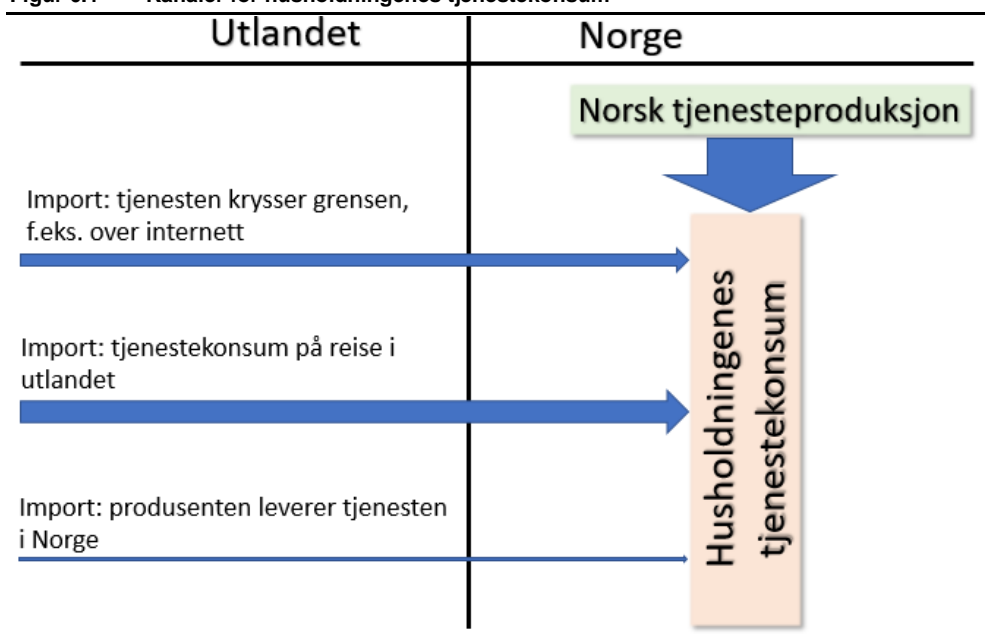 Utlandet
Norge
Norsk tjenesteproduksjon
Import: tjenesten krysser grensen,
f.eks. over internett
Import: tjenestekonsum på reise i
utlandet
Import: produsenten leverer tjenesten
i Norge
Husholdningenes
tjenestekonsum